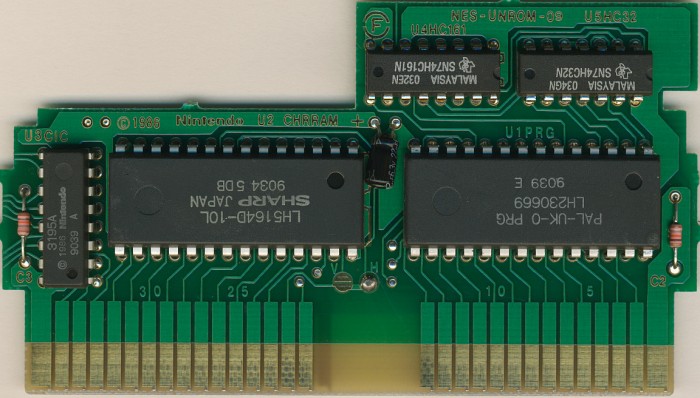 F
NES-UNROM-08
U5HC32
U4HC161
MALAYSIA 032EN
SN74HC161N
MALAYSIA 034GN
SN74HC32N
©1986 Nintendo U2 CHRRAM +
U3CIC
U1PRG
3195A
© 1986 Nintendo
9039 A
LH5164D-10L
SHARP JAPAN
9034 5 DB
PAL-UK-0 PRG
LH230669
9039 E
V
H
C3
C2
30
25
10
5